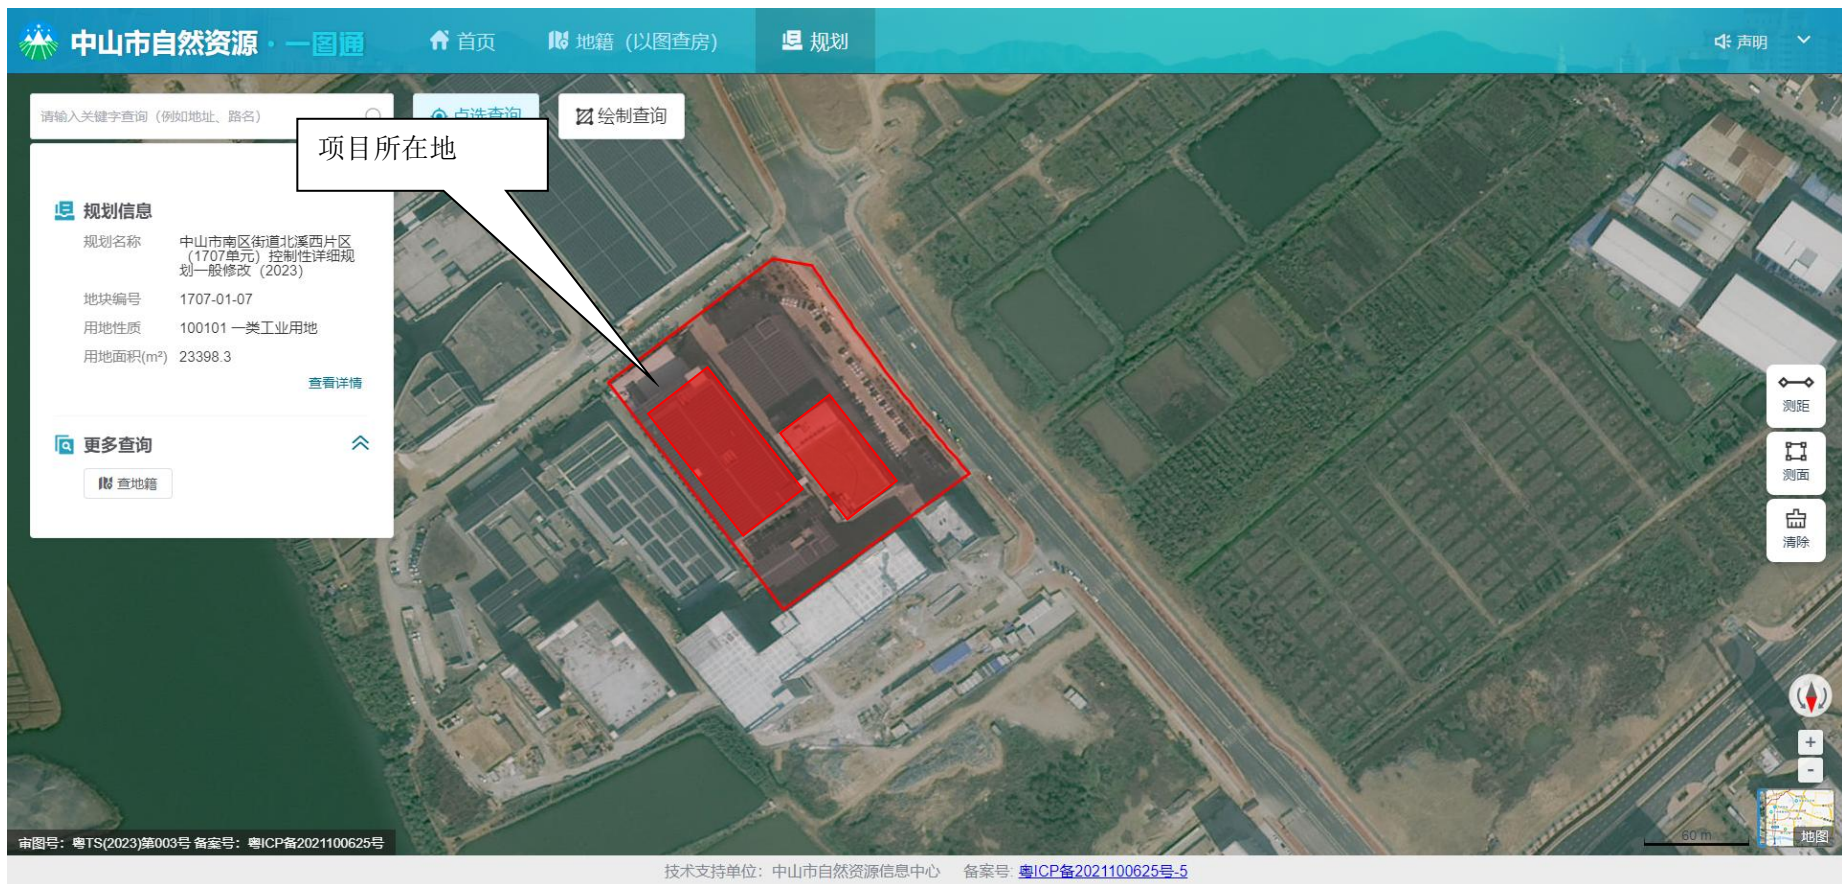 中山市自然资源·一图通
首页
地籍（以图查房）
规划
声明
请输入关键字查询（例如地址、路名）
点选查询
绘制查询
项目所在地
规划信息
规划名称
中山市南区街道北溪西片区
（1707单元）控制性详细规
划一般修改（2023）
地块编号
1707-01-07
用地性质
100101 一类工业用地
用地面积(m²)
23398.3
查看详情
更多查询
查地籍
测距
测面
清除
+
-
60 m
地图
审图号：粤TS(2023)第003号 备案号：粤ICP备2021100625号
技术支持单位：中山市自然资源信息中心 备案号: 粤ICP备2021100625号-5